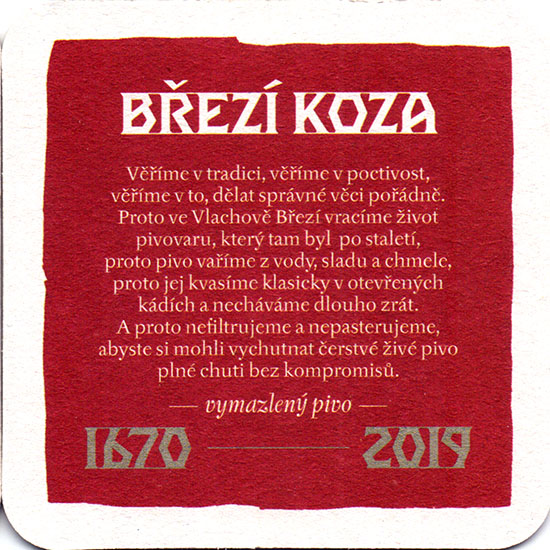 BŘEZÍ KOZA
Věříme v tradici, věříme v poctivost,
věříme v to, dělat správné věci pořádně.
Proto ve Vlachově Březí vracíme život
pivovaru, který tam byl po staletí,
proto pivo vaříme z vody, sladu a chmele,
proto jej kvasíme klasicky v otevřených
kádích a necháváme dlouho zrát.
A proto nefiltrujeme a nepasterujeme,
abyste si mohli vychutnat čerstvé živé pivo
plné chuti bez kompromisů.
— vymazlený pivo —
1670 — 2019